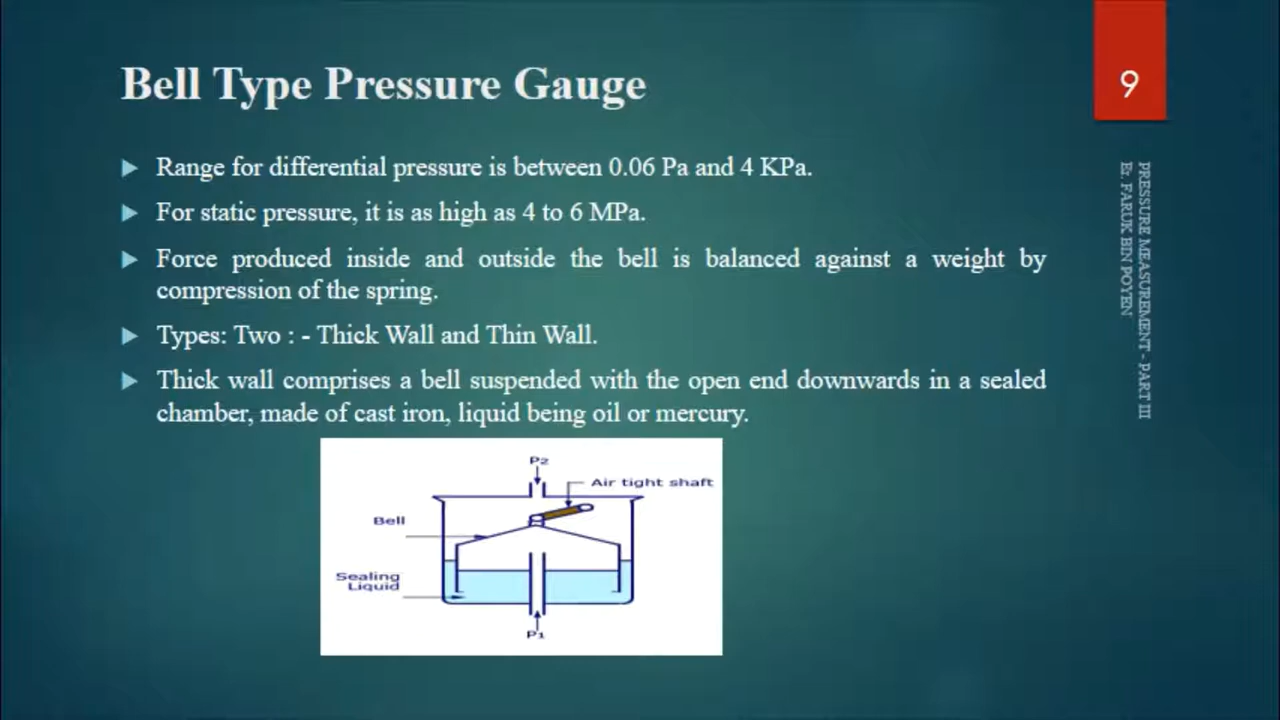 Bell Type Pressure Gauge
9
Range for differential pressure is between 0.06 Pa and 4 KPa.
For static pressure, it is as high as 4 to 6 MPa.
Force produced inside and outside the bell is balanced against a weight by
compression of the spring.
Types: Two : - Thick Wall and Thin Wall.
Thick wall comprises a bell suspended with the open end downwards in a sealed
chamber, made of cast iron, liquid being oil or mercury.
P2
Air tight shaft
Bell
Sealing
Liquid
P1
PRESSURE MEASUREMENT - PART III
Er. FARUK BIN POYEN